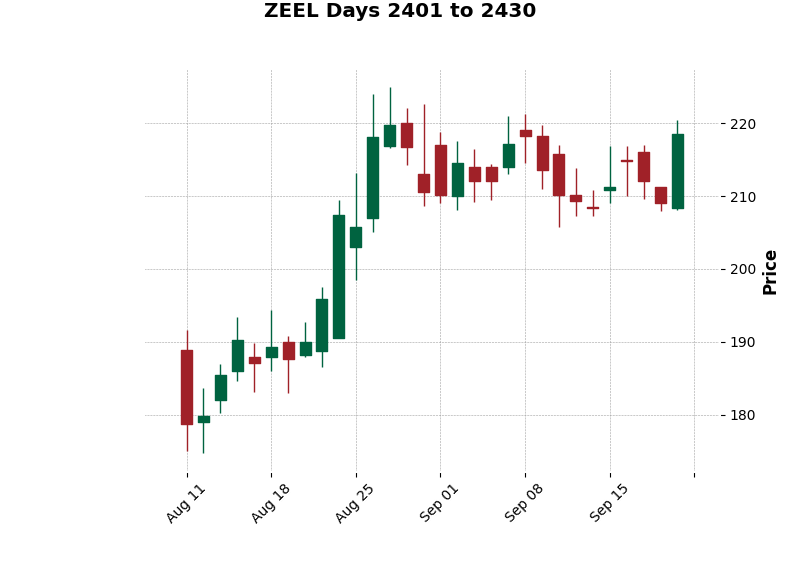 ZEEL Days 2401 to 2430
220
210
200
190
180
Price
Aug 11
Aug 18
Aug 25
Sep 01
Sep 08
Sep 15